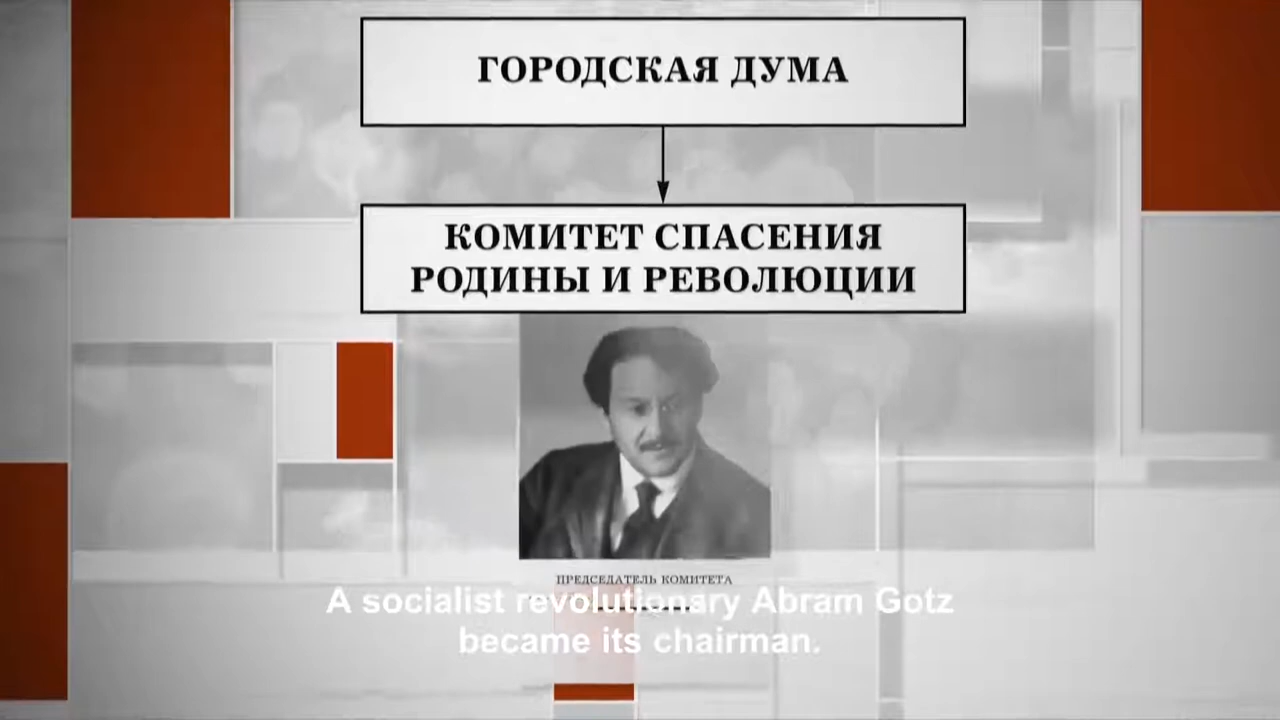 ГОРОДСКАЯ ДУМА
КОМИТЕТ СПАСЕНИЯ
РОДИНЫ И РЕВОЛЮЦИИ
ПРЕДСЕДАТЕЛЬ КОМИТЕТА
A socialist revolutionary Abram Gotz
became its chairman.